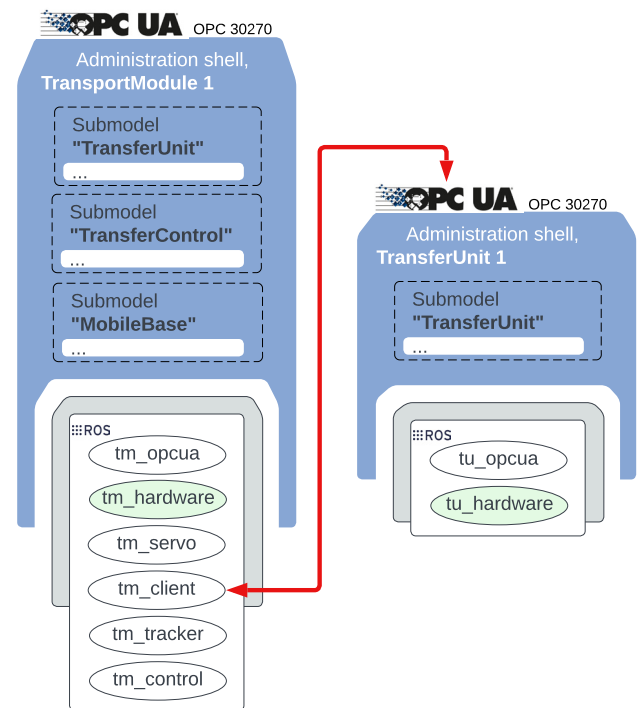 OPC UA OPC 30270
Administration shell,
TransportModule 1
Submodel
"TransferUnit"
...
Submodel
"TransferControl"
...
Submodel
"MobileBase"
...
ROS
tm_opcua
tm_hardware
tm_servo
tm_client
tm_tracker
tm_control
OPC UA OPC 30270
Administration shell,
TransferUnit 1
Submodel
"TransferUnit"
...
ROS
tu_opcua
tu_hardware